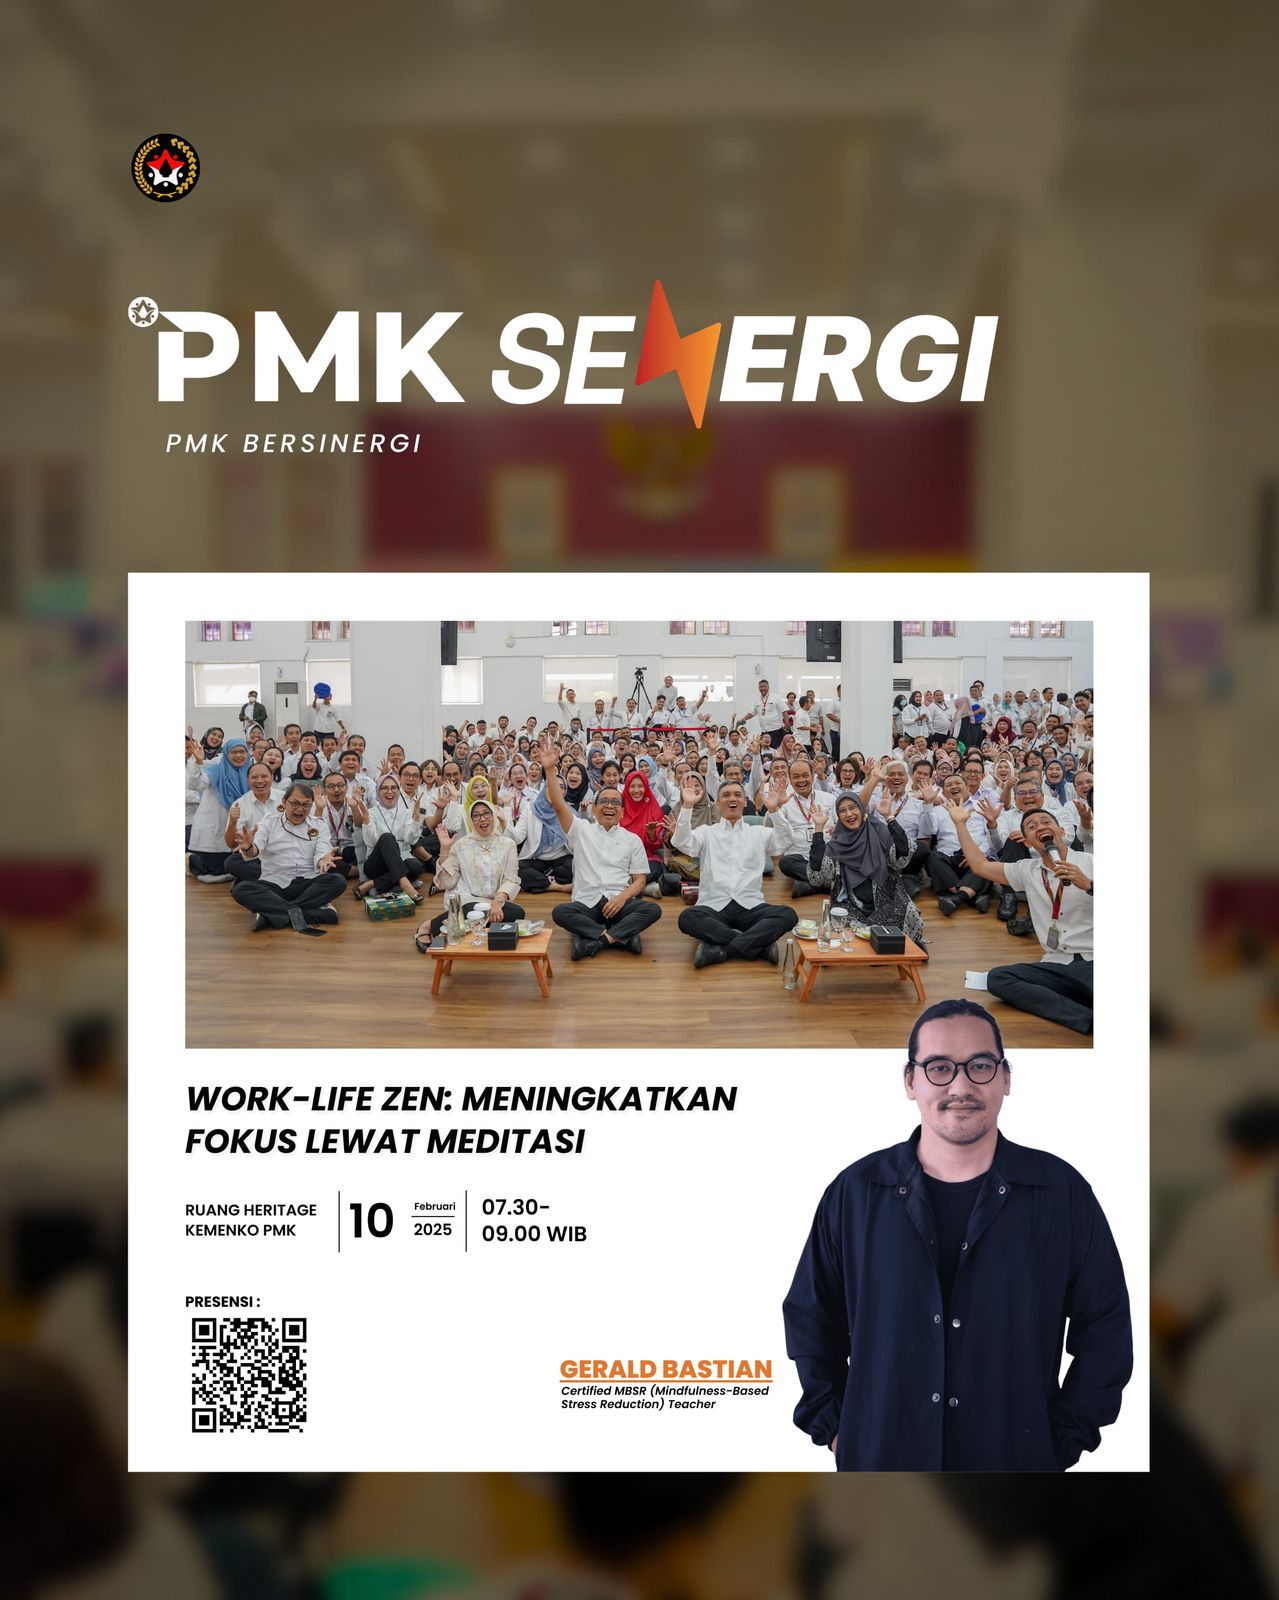 PMK SENERGI
PMK BERSINERGI
WORK-LIFE ZEN: MENINGKATKAN
FOKUS LEWAT MEDITASI
RUANG HERITAGE
KEMENKO PMK
10
Februari
2025
07.30-
09.00 WIB
PRESENSI :
GERALD BASTIAN
Certified MBSR (Mindfulness-Based
Stress Reduction) Teacher